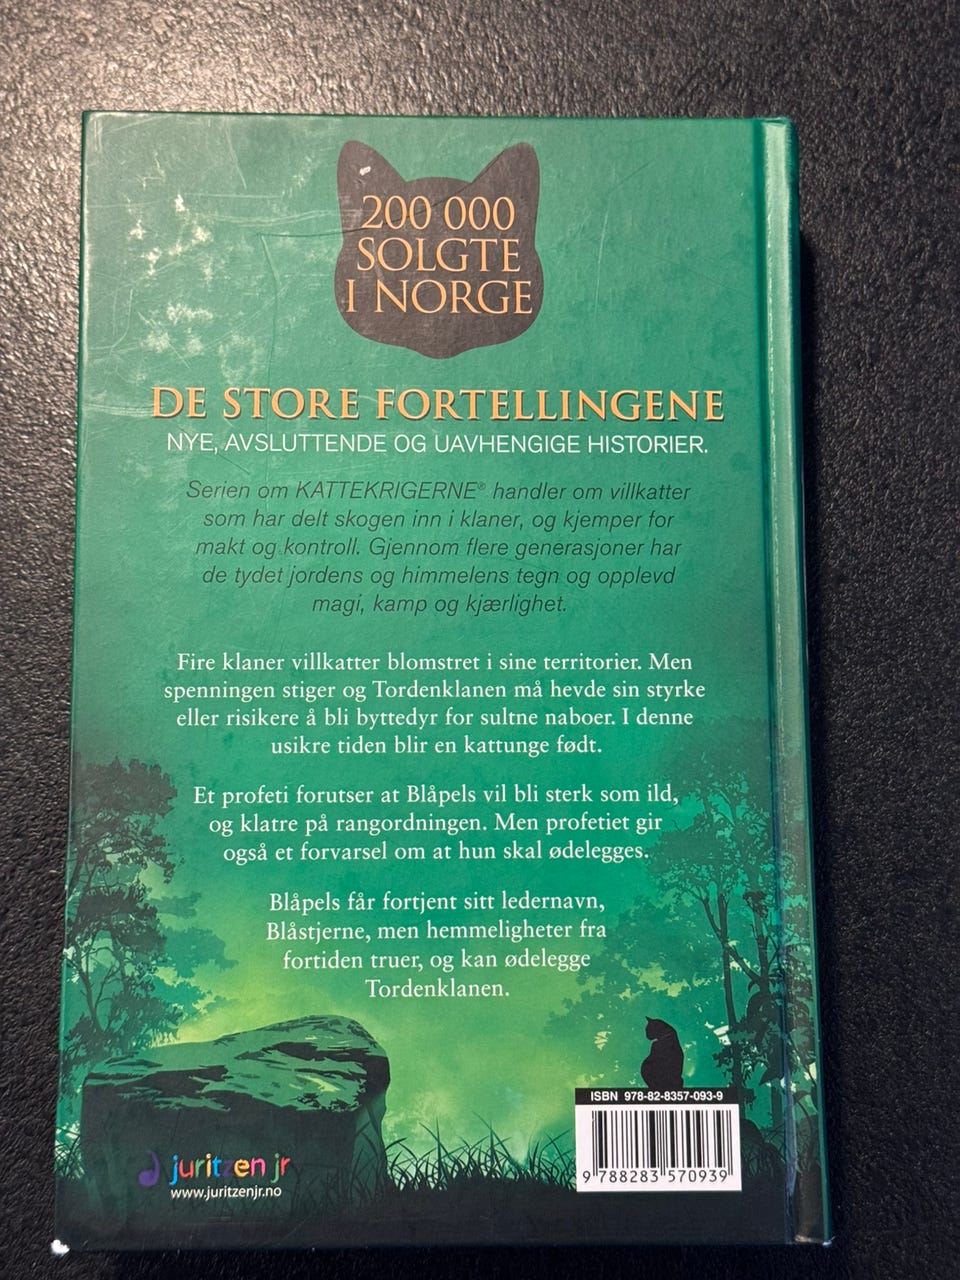 200 000
SOLGTE
I NORGE
DE STORE FORTELLINGENE
NYE, AVSLUTTENDE OG UAVHENGIGE HISTORIER.
Serien om KATTEKRIGERNE® handler om villkatter
som har delt skogen inn i klaner, og kjemper for
makt og kontroll. Gjennom flere generasjoner har
de tydet jordens og himmelens tegn og opplevd
magi, kamp og kjærlighet.
Fire klaner villkatter blomstret i sine territorier. Men
spenningen stiger og Tordenklanen må hevde sin styrke
eller risikere å bli byttedyr for sultne naboer. I denne
usikre tiden blir en kattunge født.
Et profeti forutser at Blåpels vil bli sterk som ild,
og klatre på rangordningen. Men profetiet gir
også et forvarsel om at hun skal ødelegges.
Blåpels får fortjent sitt ledernavn,
Blåstjerne, men hemmeligheter fra
fortiden truer, og kan ødelegge
Tordenklanen.
ISBN 978-82-8357-093-9
9 788283 570939
juritzen jr
www.juritzenjr.no